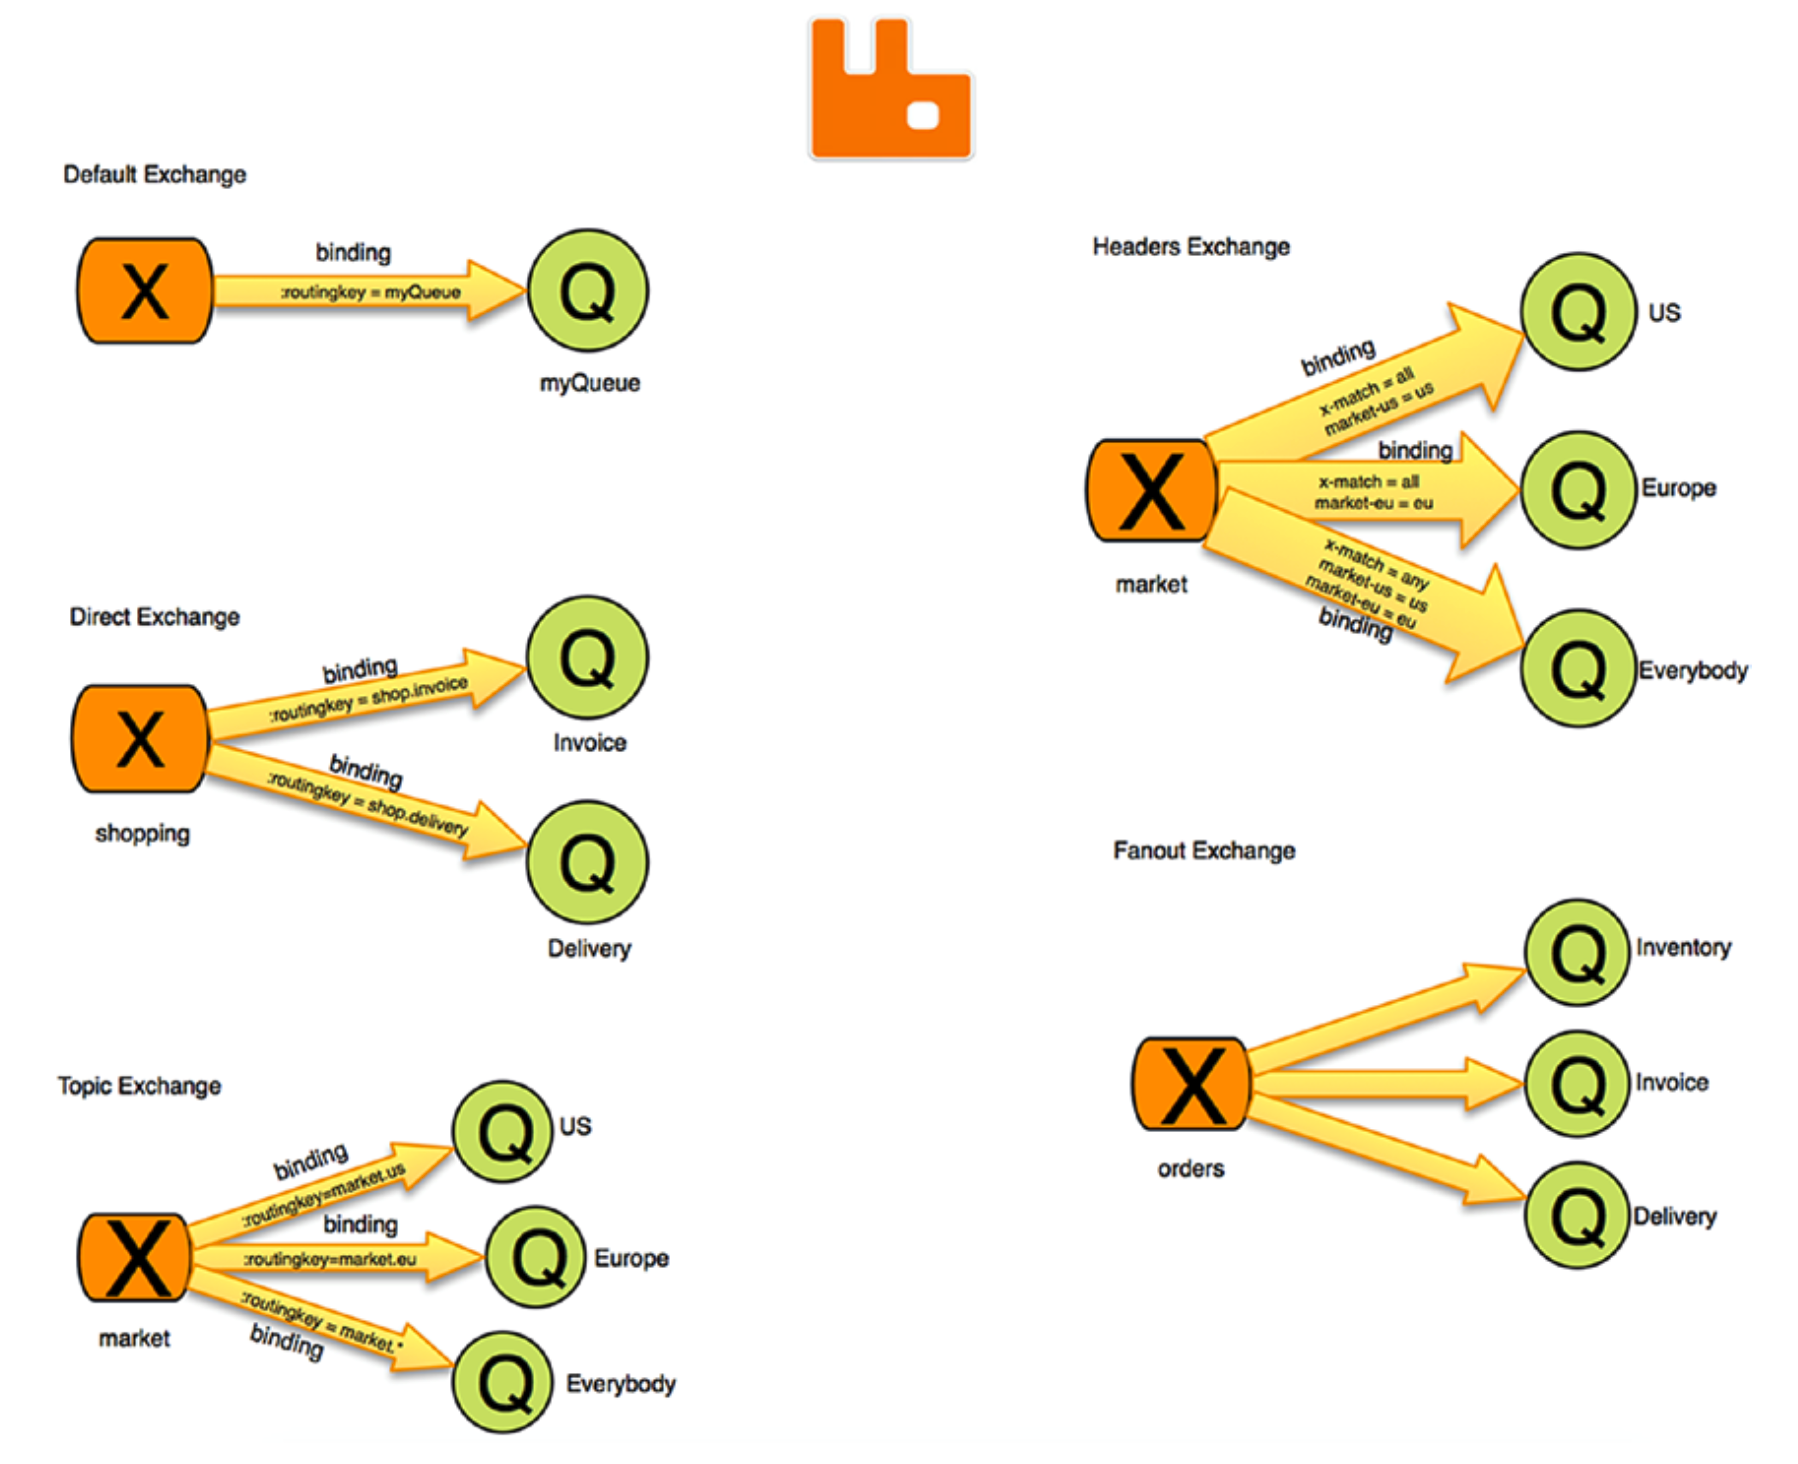 Default Exchange
X
binding
:routingkey = myQueue
Q
myQueue
Direct Exchange
X
shopping
binding
:routingkey = shop.invoice
Q
Invoice
binding
:routingkey = shop.delivery
Q
Delivery
Topic Exchange
X
market
binding
:routingkey=market.us
Q
US
binding
:routingkey=market.eu
Q
Europe
:routingkey = market.*
binding
Q
Everybody
Headers Exchange
X
market
binding
x-match = all
market-us = us
Q
US
binding
x-match = all
market-eu = eu
Q
Europe
x-match = any
market-us = us
market-eu = eu
binding
Q
Everybody
Fanout Exchange
X
orders
Q
Inventory
Q
Invoice
Q
Delivery